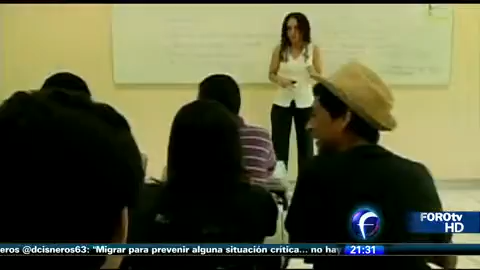 FOROtv
HD
eros @dcisneros63: "Migrar para prevenir alguna situación crítica... no hay
21:31